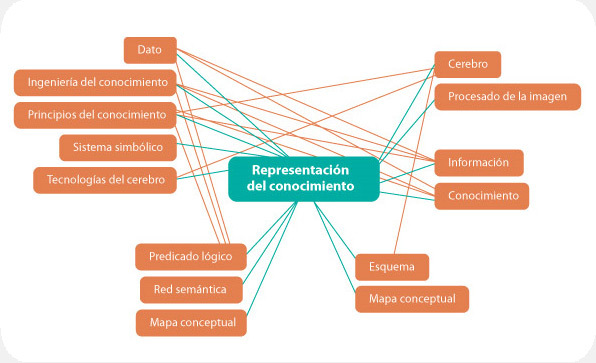 Dato
Ingeniería del conocimiento
Principios del conocimiento
Sistema simbólico
Tecnologías del cerebro
Representación
del conocimiento
Cerebro
Procesado de la imagen
Información
Conocimiento
Predicado lógico
Red semántica
Mapa conceptual
Esquema
Mapa conceptual